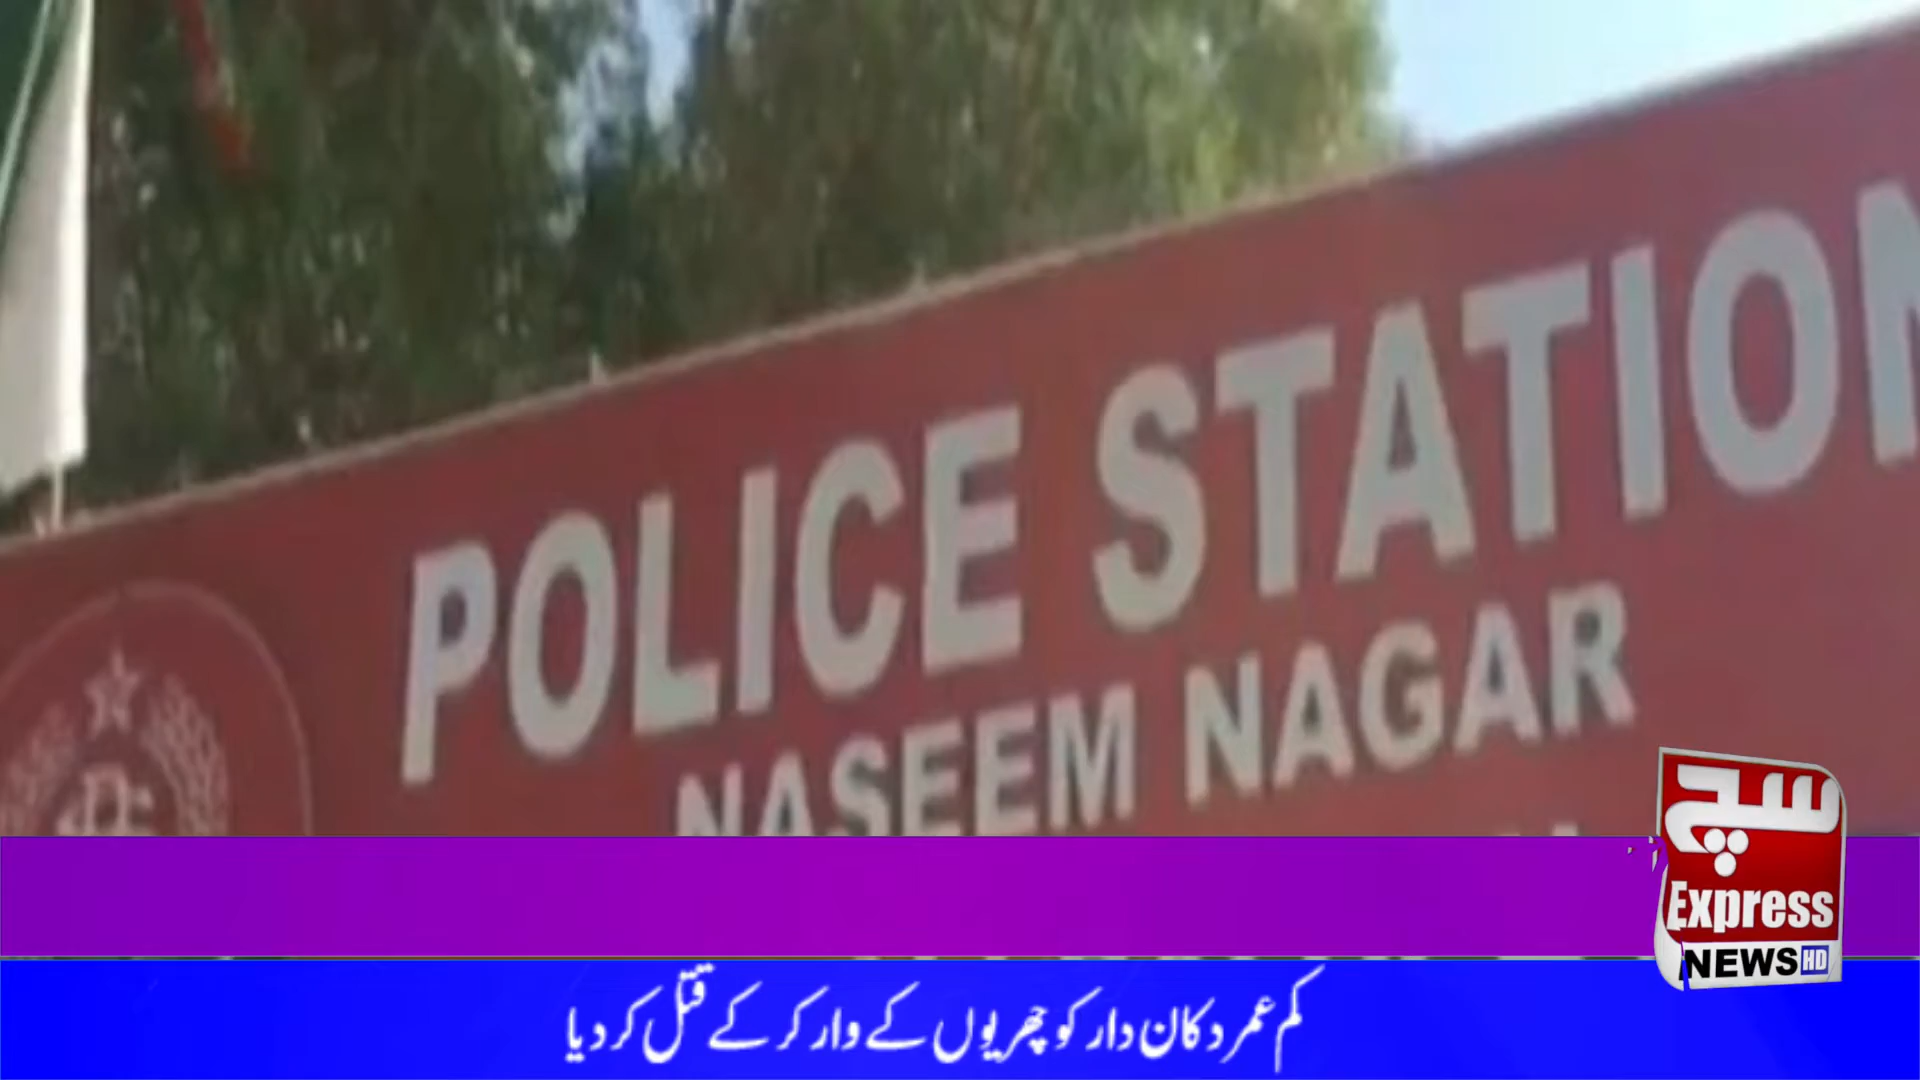 POLICE STATION
NASEEM NAGAR
سچ
Express
NEWS HD
کم عمر دکان دار کو چھریوں کے وار کر کے قتل کر دیا